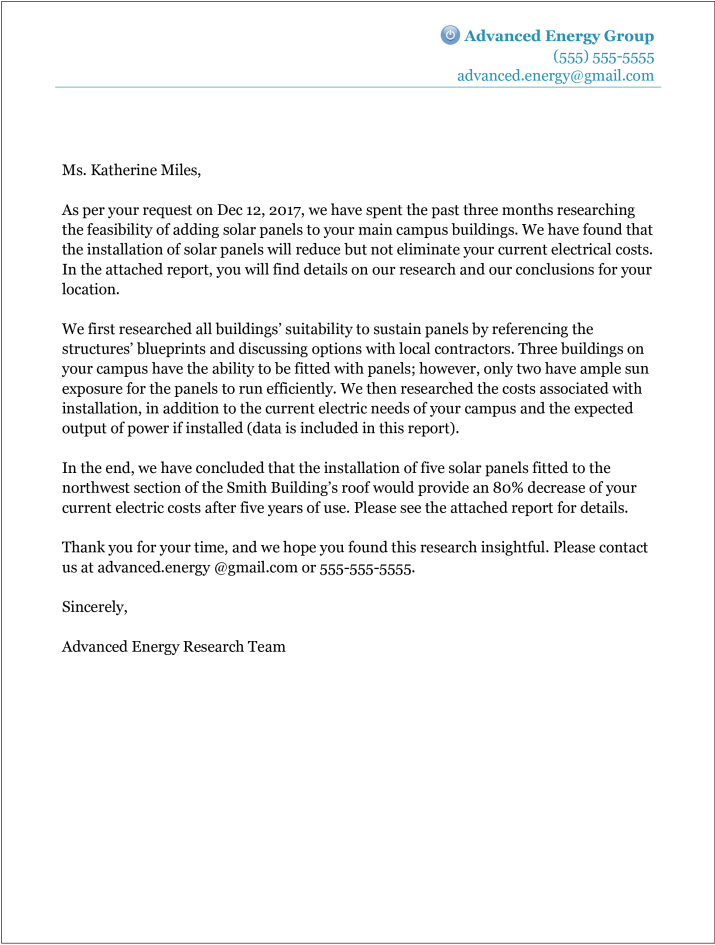 Advanced Energy Group
(555) 555-5555
advanced.energy@gmail.com
Ms. Katherine Miles,
As per your request on Dec 12, 2017, we have spent the past three months researching
the feasibility of adding solar panels to your main campus buildings. We have found that
the installation of solar panels will reduce but not eliminate your current electrical costs.
In the attached report, you will find details on our research and our conclusions for your
location.
We first researched all buildings’ suitability to sustain panels by referencing the
structures’ blueprints and discussing options with local contractors. Three buildings on
your campus have the ability to be fitted with panels; however, only two have ample sun
exposure for the panels to run efficiently. We then researched the costs associated with
installation, in addition to the current electric needs of your campus and the expected
output of power if installed (data is included in this report).
In the end, we have concluded that the installation of five solar panels fitted to the
northwest section of the Smith Building’s roof would provide an 80% decrease of your
current electric costs after five years of use. Please see the attached report for details.
Thank you for your time, and we hope you found this research insightful. Please contact
us at advanced.energy @gmail.com or 555-555-5555.
Sincerely,
Advanced Energy Research Team